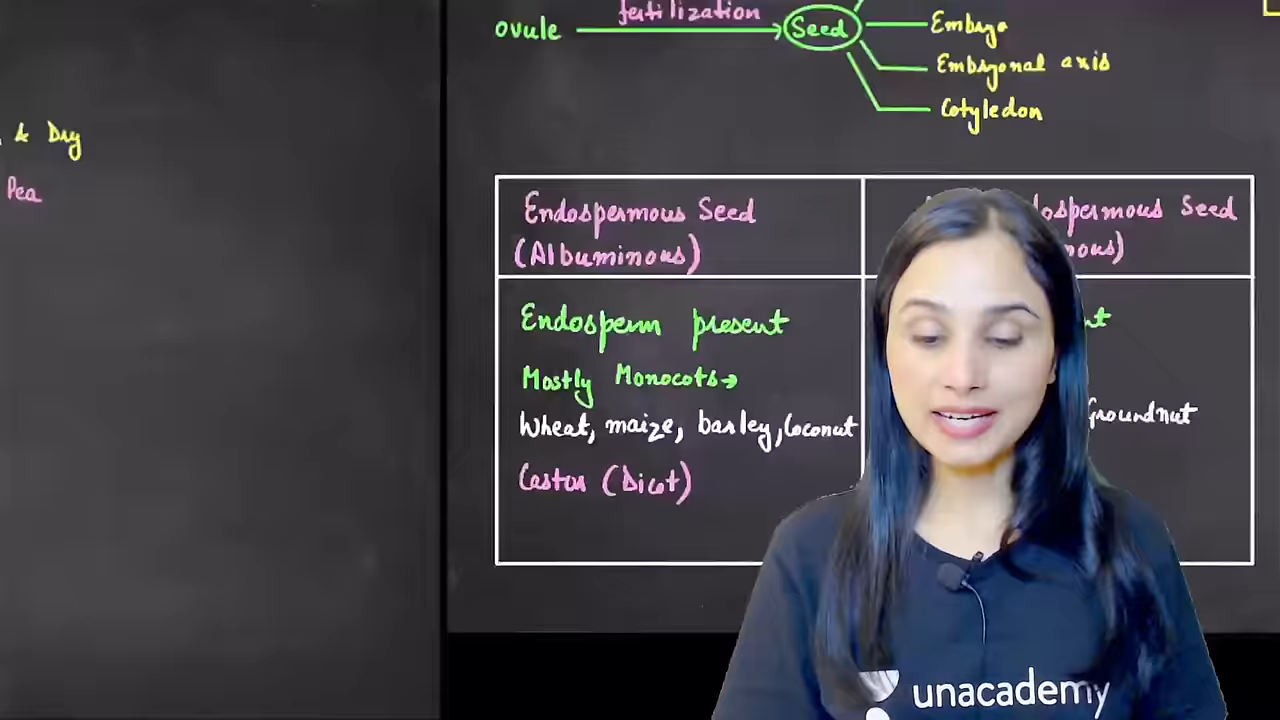 fertilization
ovule
Seed
Embryo
Embryonal axis
Cotyledon
& Dry
Pea
Endospermous Seed
(Albuminous)
Seed
Endosperm present
Mostly Monocots→
Wheat, maize, barley, Coconut
Groundnut
Castor (Dicot)
unacademy